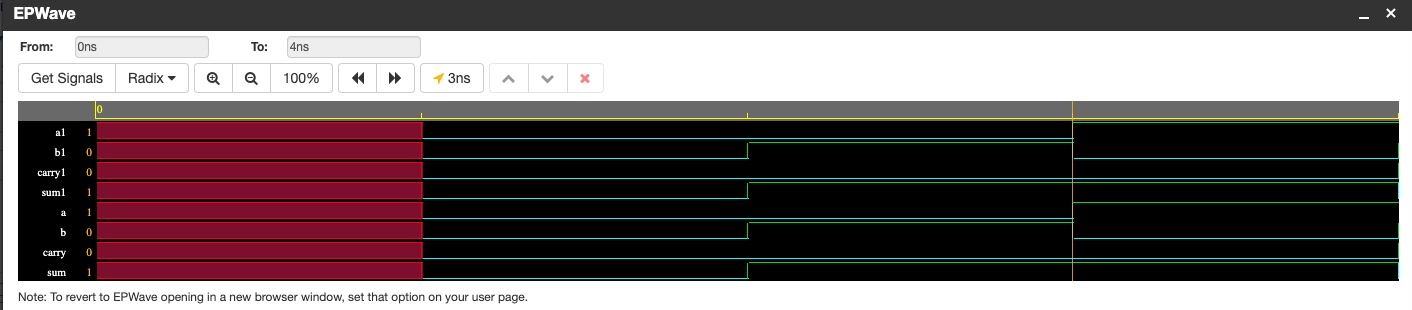 EPWave
From: 0ns To: 4ns
Get Signals Radix 100% 3ns
0
a1 1
b1 0
carry1 0
sum1 1
a 1
b 0
carry 0
sum 1
Note: To revert to EPWave opening in a new browser window, set that option on your user page.